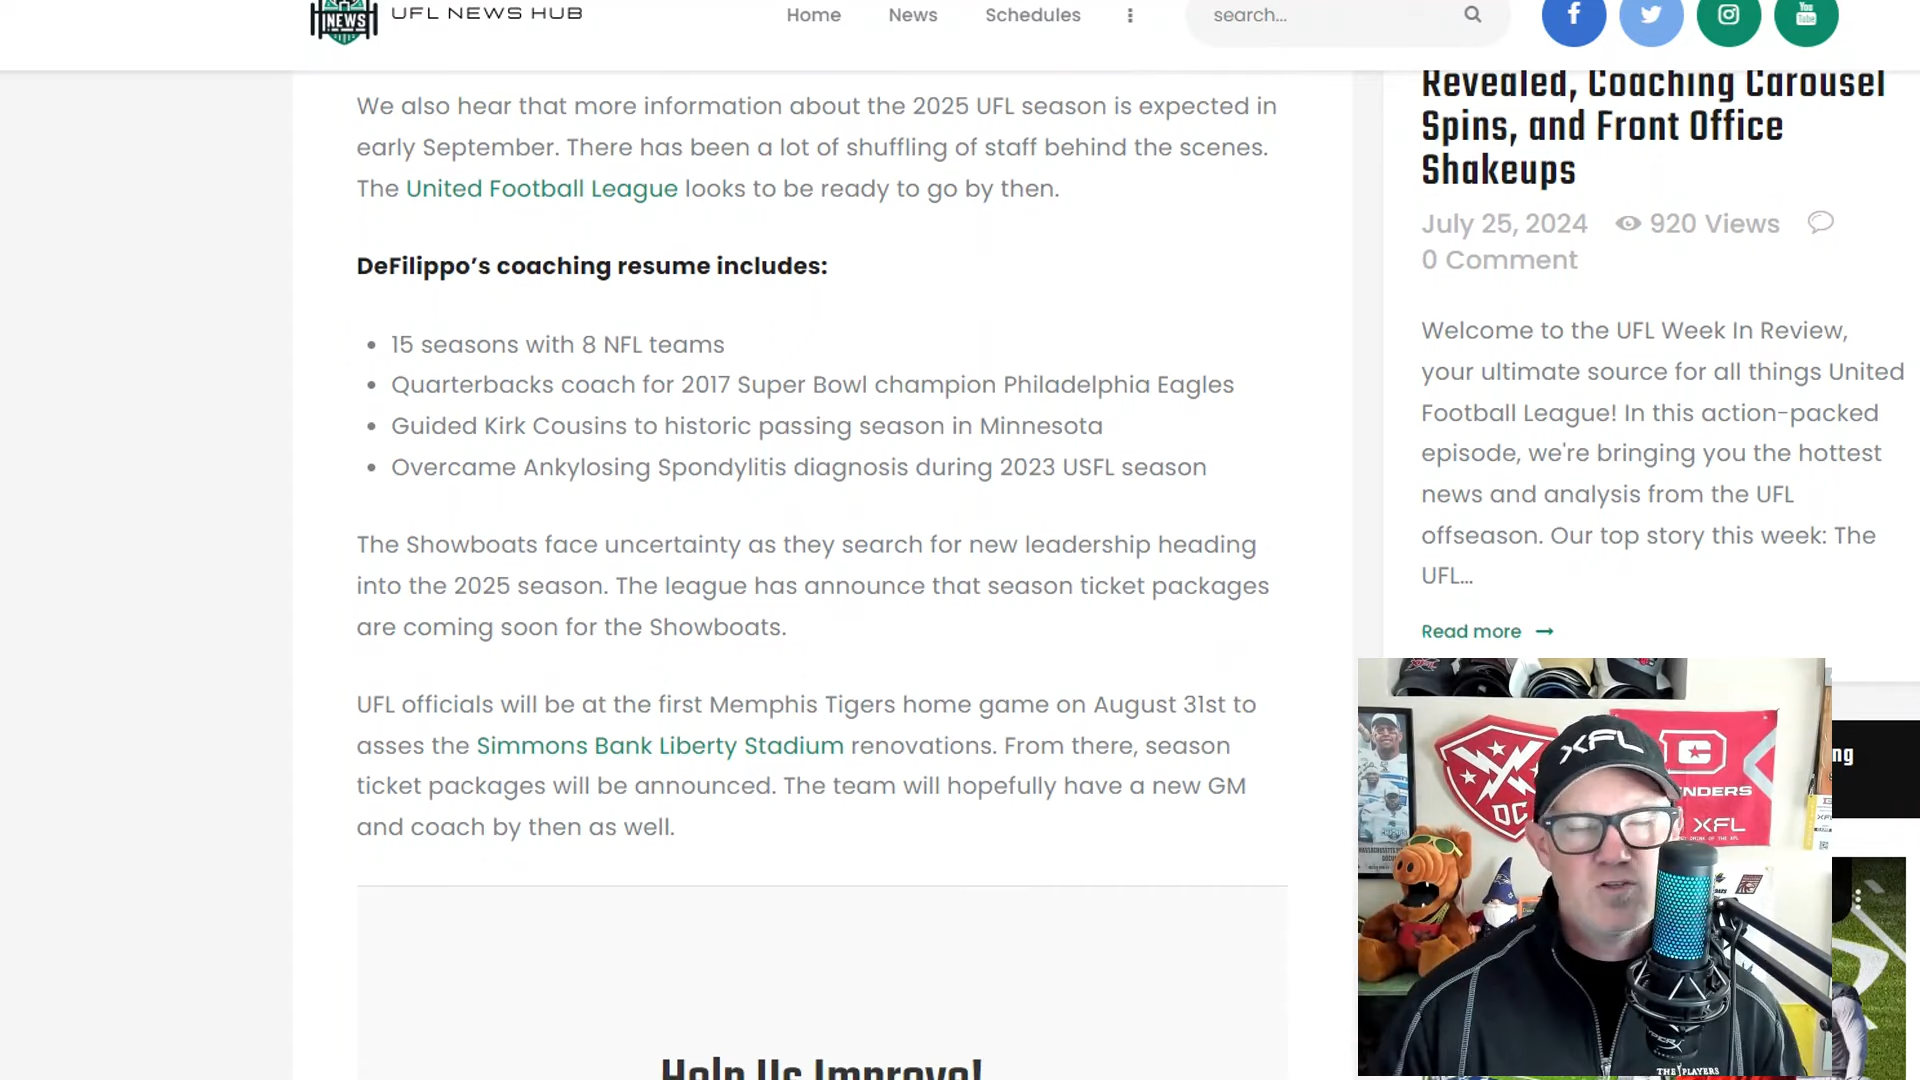 NEWS
UFL NEWS HUB
Home
News
Schedules
search...
We also hear that more information about the 2025 UFL season is expected in
early September. There has been a lot of shuffling of staff behind the scenes.
The United Football League looks to be ready to go by then.
DeFilippo’s coaching resume includes:
15 seasons with 8 NFL teams
Quarterbacks coach for 2017 Super Bowl champion Philadelphia Eagles
Guided Kirk Cousins to historic passing season in Minnesota
Overcame Ankylosing Spondylitis diagnosis during 2023 USFL season
The Showboats face uncertainty as they search for new leadership heading
into the 2025 season. The league has announce that season ticket packages
are coming soon for the Showboats.
UFL officials will be at the first Memphis Tigers home game on August 31st to
asses the Simmons Bank Liberty Stadium renovations. From there, season
ticket packages will be announced. The team will hopefully have a new GM
and coach by then as well.
Help Us Improve!
You
Tube
Revealed, Coaching Carousel
Spins, and Front Office
Shakeups
July 25, 2024 920 Views
0 Comment
Welcome to the UFL Week In Review,
your ultimate source for all things United
Football League! In this action-packed
episode, we're bringing you the hottest
news and analysis from the UFL
offseason. Our top story this week: The
UFL...
Read more →
ng
XFL
DC
NDERS
XFL
HYPERX
THE PLAYERS